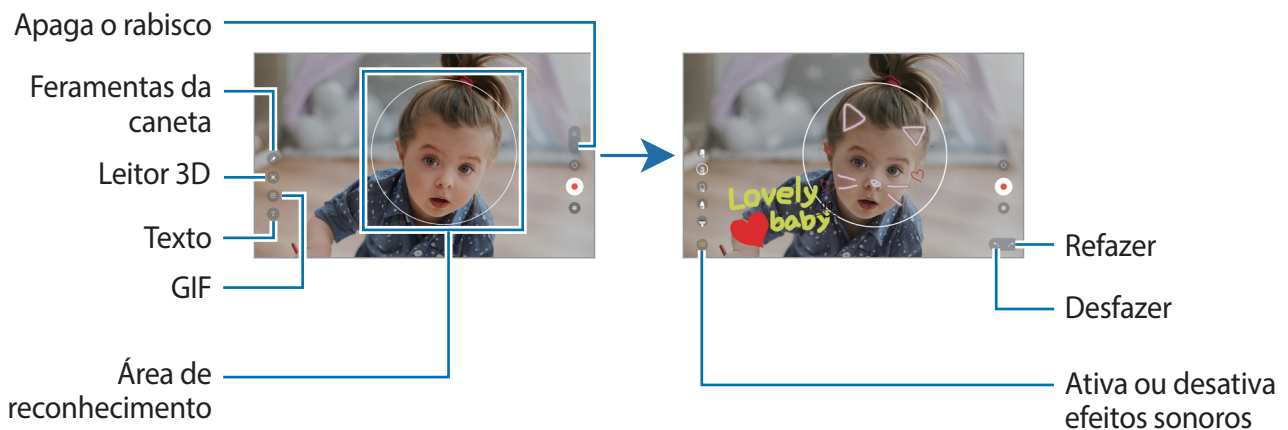 Apaga o rabisco
Feramentas da
caneta
Leitor 3D
Texto
GIF
Área de
reconhecimento
Lovely
baby
Refazer
Desfazer
Ativa ou desativa
efeitos sonoros